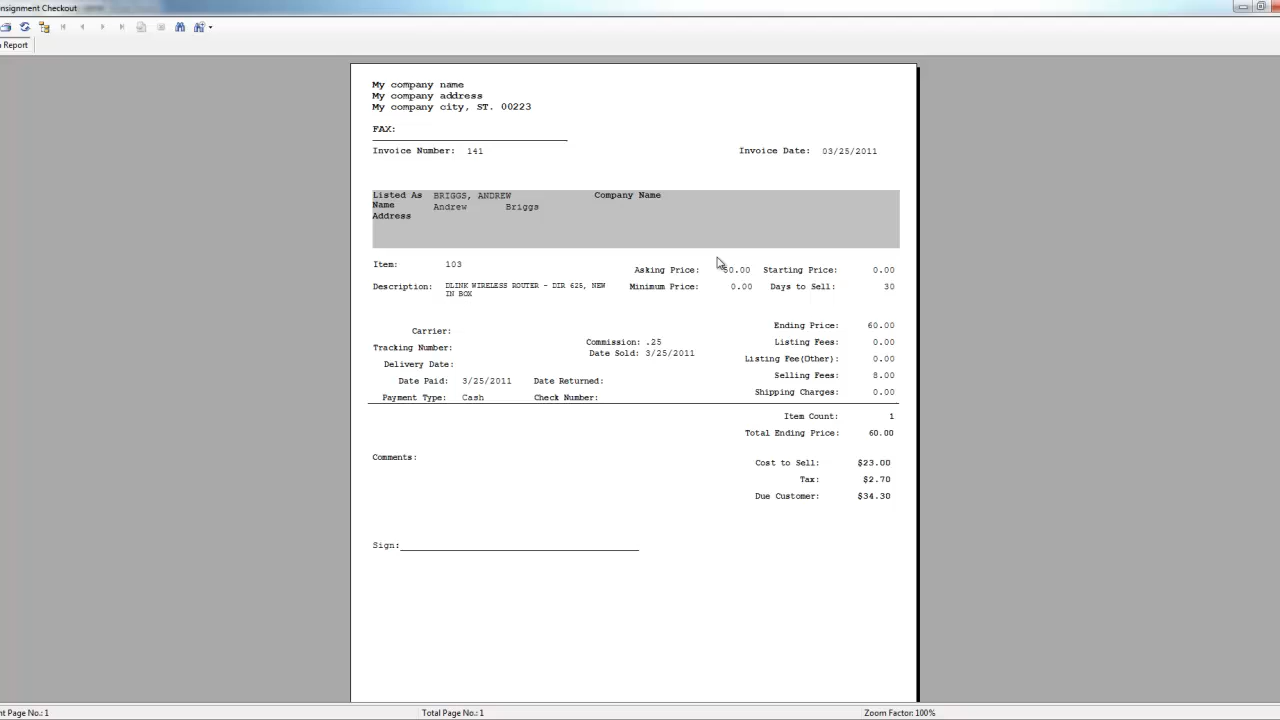 Consignment Checkout
Report
My company name
My company address
My company city, ST. 00223
FAX:
Invoice Number: 141 Invoice Date: 03/25/2011
Listed As BRIGGS, ANDREW Company Name
Name Andrew Briggs
Address
Item: 103
Asking Price: 60.00 Starting Price: 0.00
Description: DLINK WIRELESS ROUTER - DIR 625, NEW
IN BOX
Minimum Price: 0.00 Days to Sell: 30
Ending Price: 60.00
Carrier:
Commission: .25 Listing Fees: 0.00
Tracking Number:
Date Sold: 3/25/2011 Listing Fee(Other): 0.00
Delivery Date:
Selling Fees: 8.00
Date Paid: 3/25/2011 Date Returned:
Shipping Charges: 0.00
Payment Type: Cash Check Number:
Item Count: 1
Total Ending Price: 60.00
Comments:
Cost to Sell: $23.00
Tax: $2.70
Due Customer: $34.30
Sign:
nt Page No.: 1 Total Page No.: 1 Zoom Factor: 100%